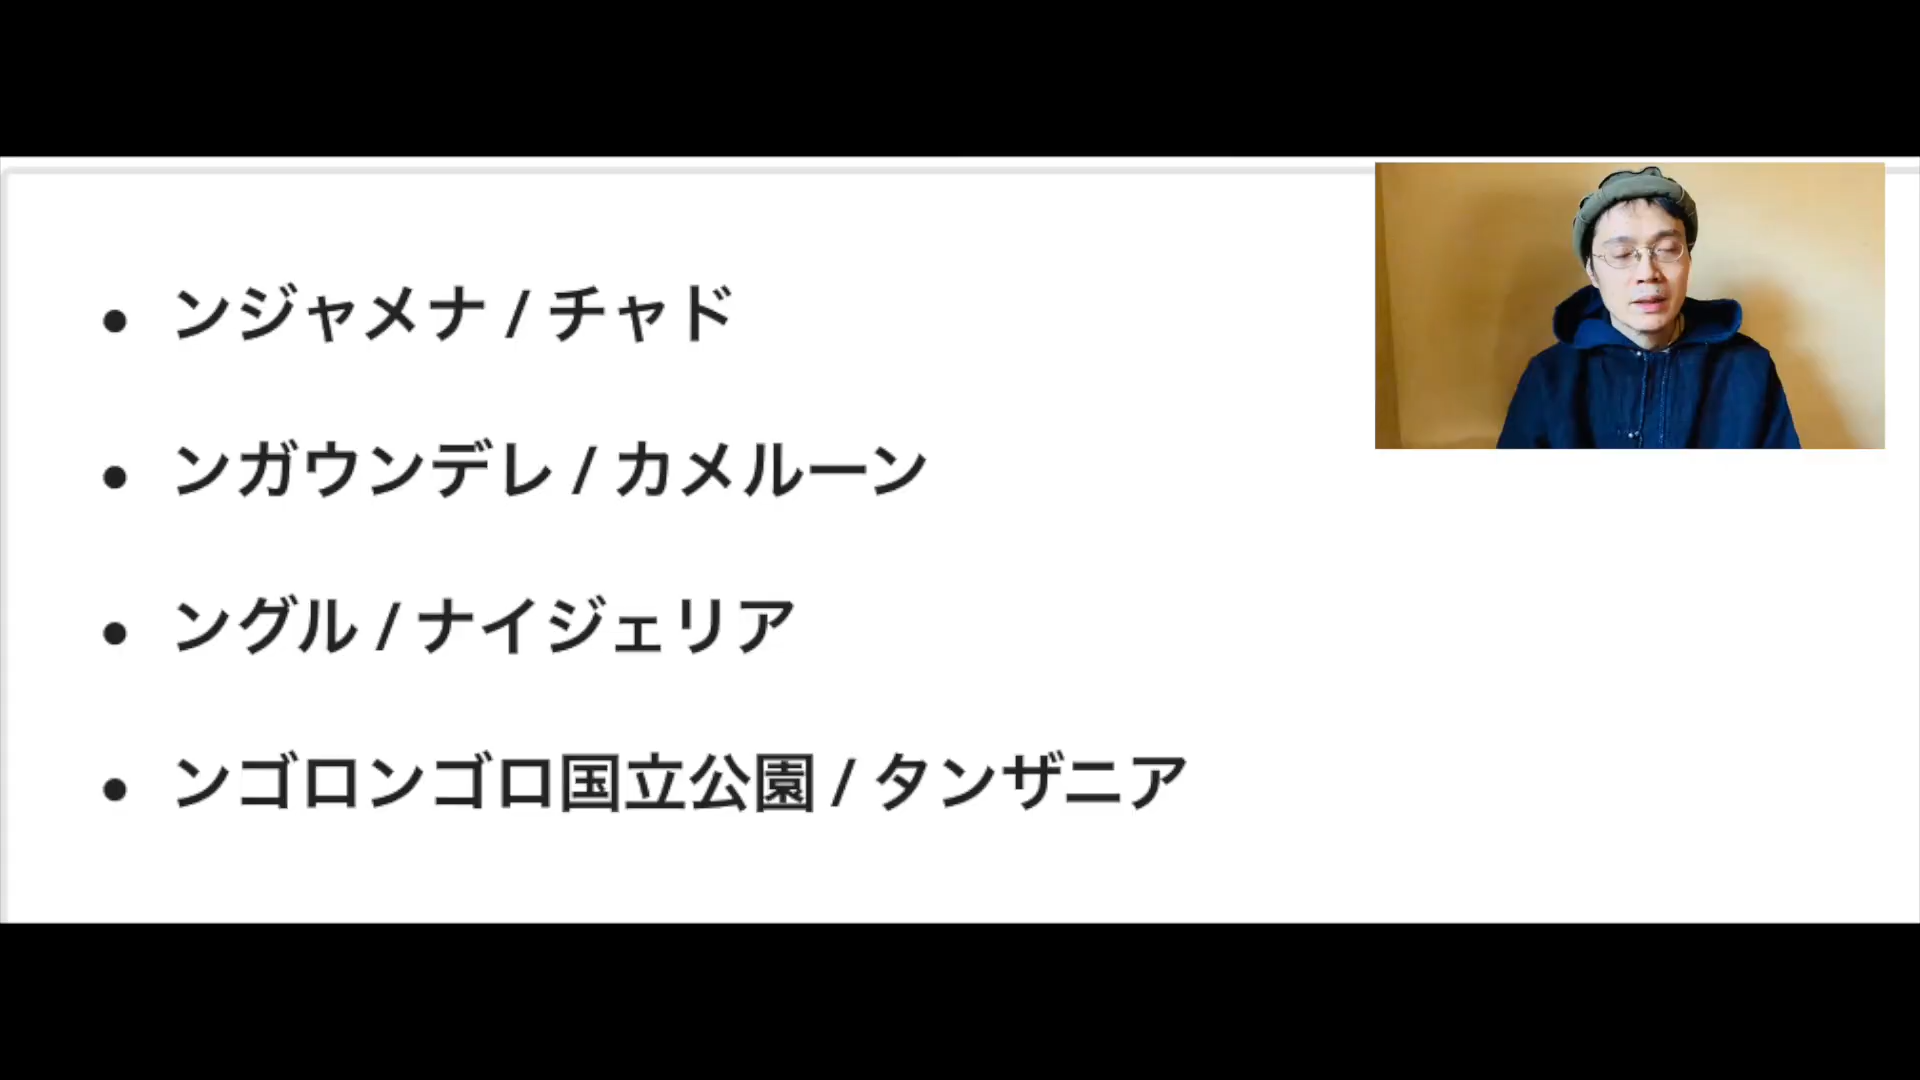 • ンジャメナ / チャド
• ンガウンデレ / カメルーン
• ングル / ナイジェリア
• ンゴロンゴロ国立公園 / タンザニア